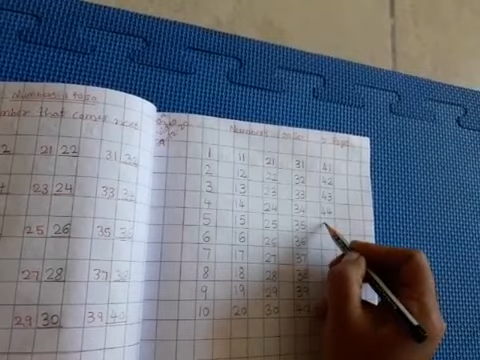 Number that comes next
21 22 31 32
23 24 33 34
25 26 35 36
27 28 37 38
29 30 39 40
Numbers
1 11 21 31 41
2 12 22 32 42
3 13 23 33 43
4 14 24 34 44
5 15 25 35
6 16 26 36
7 17 27 37
8 18 28 38
9 19 29 39
10 20 30 40